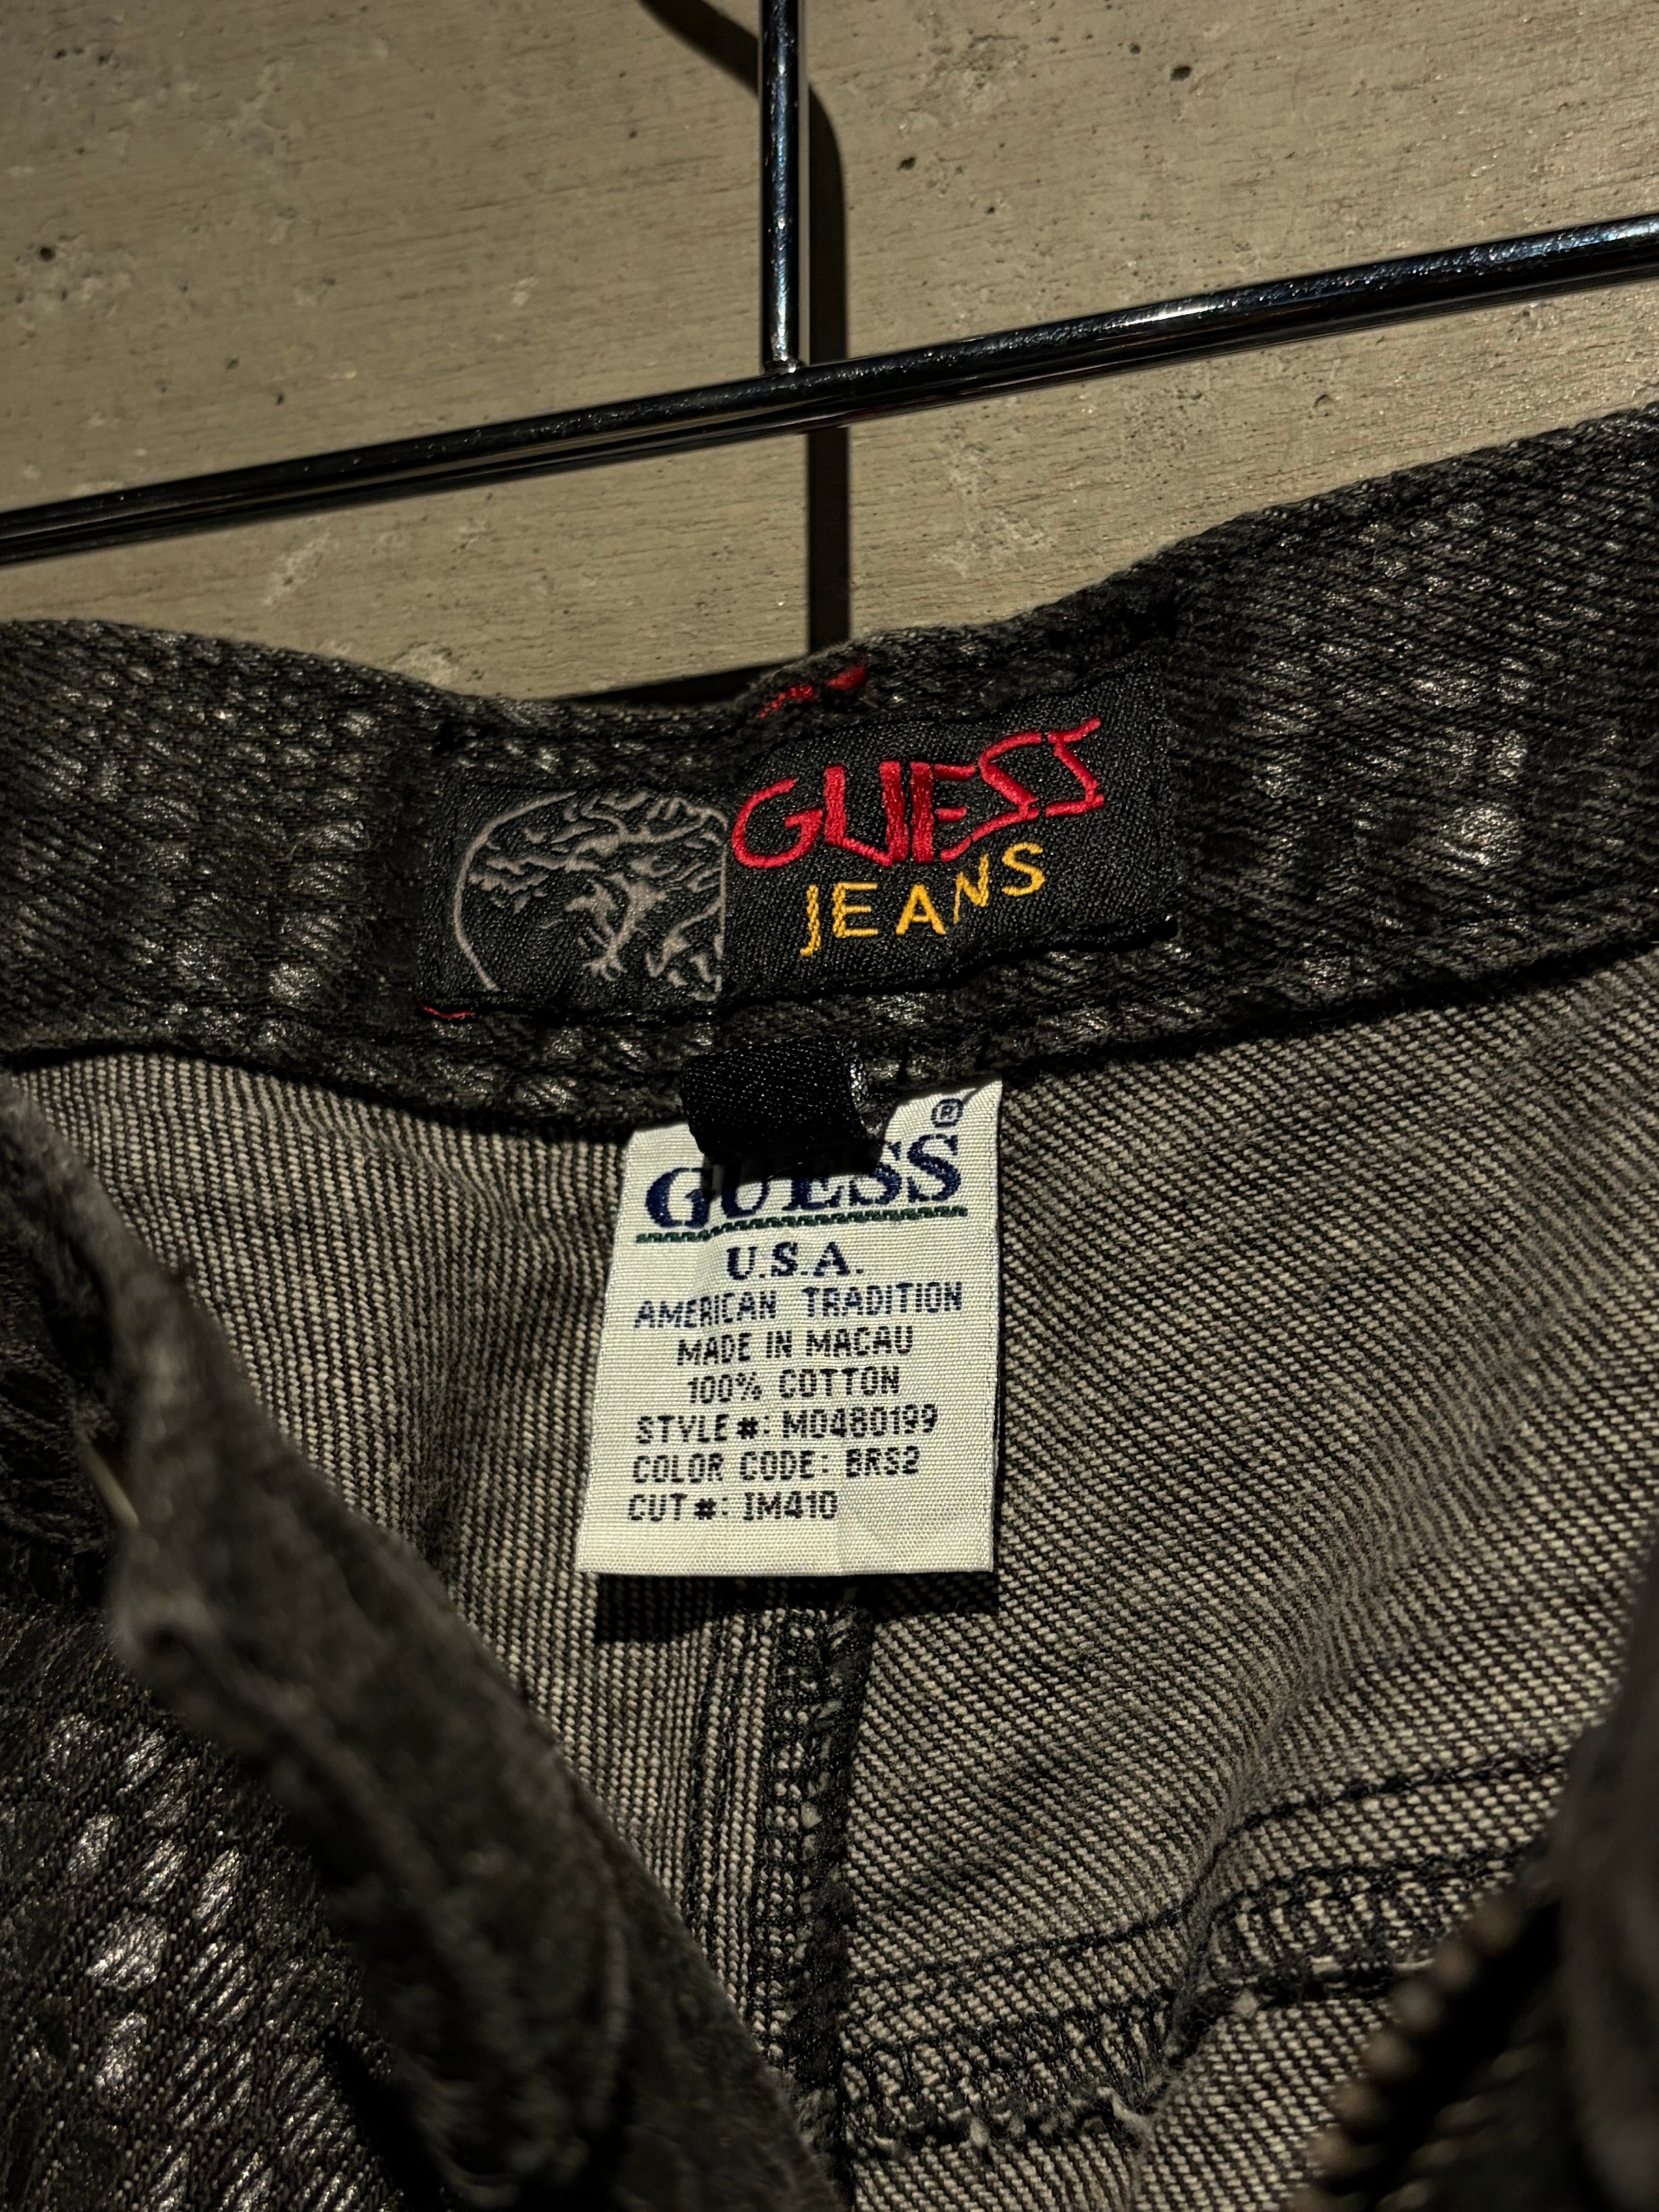 GUESS
JEANS
®
GUESS
U.S.A.
AMERICAN TRADITION
MADE IN MACAU
100% COTTON
STYLE #: M0480199
COLOR CODE: BRS2
CUT #: IM410